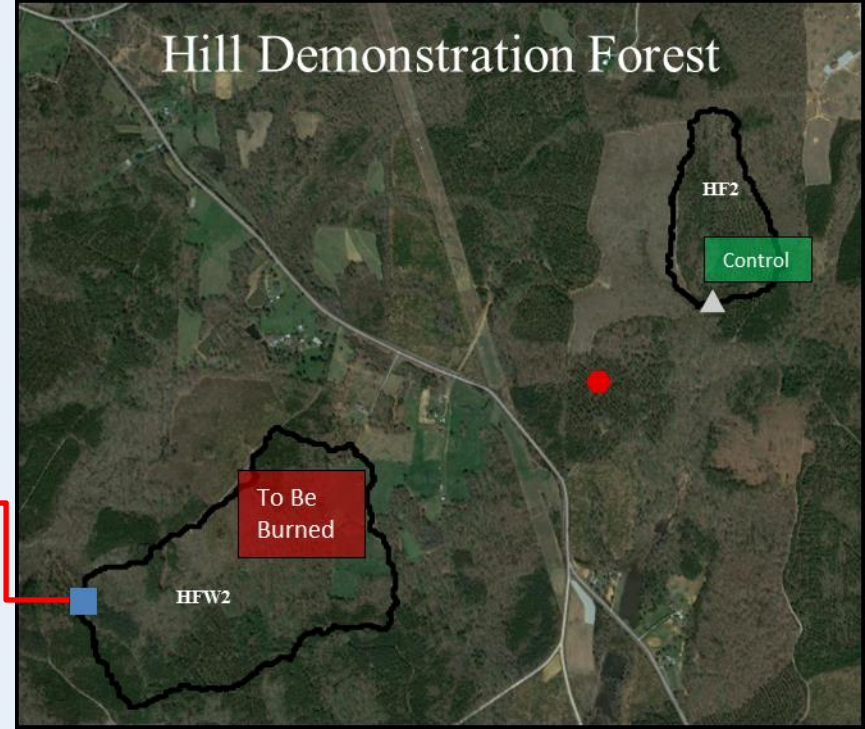 Hill Demonstration Forest
HF2
Control
To Be
Burned
HFW2